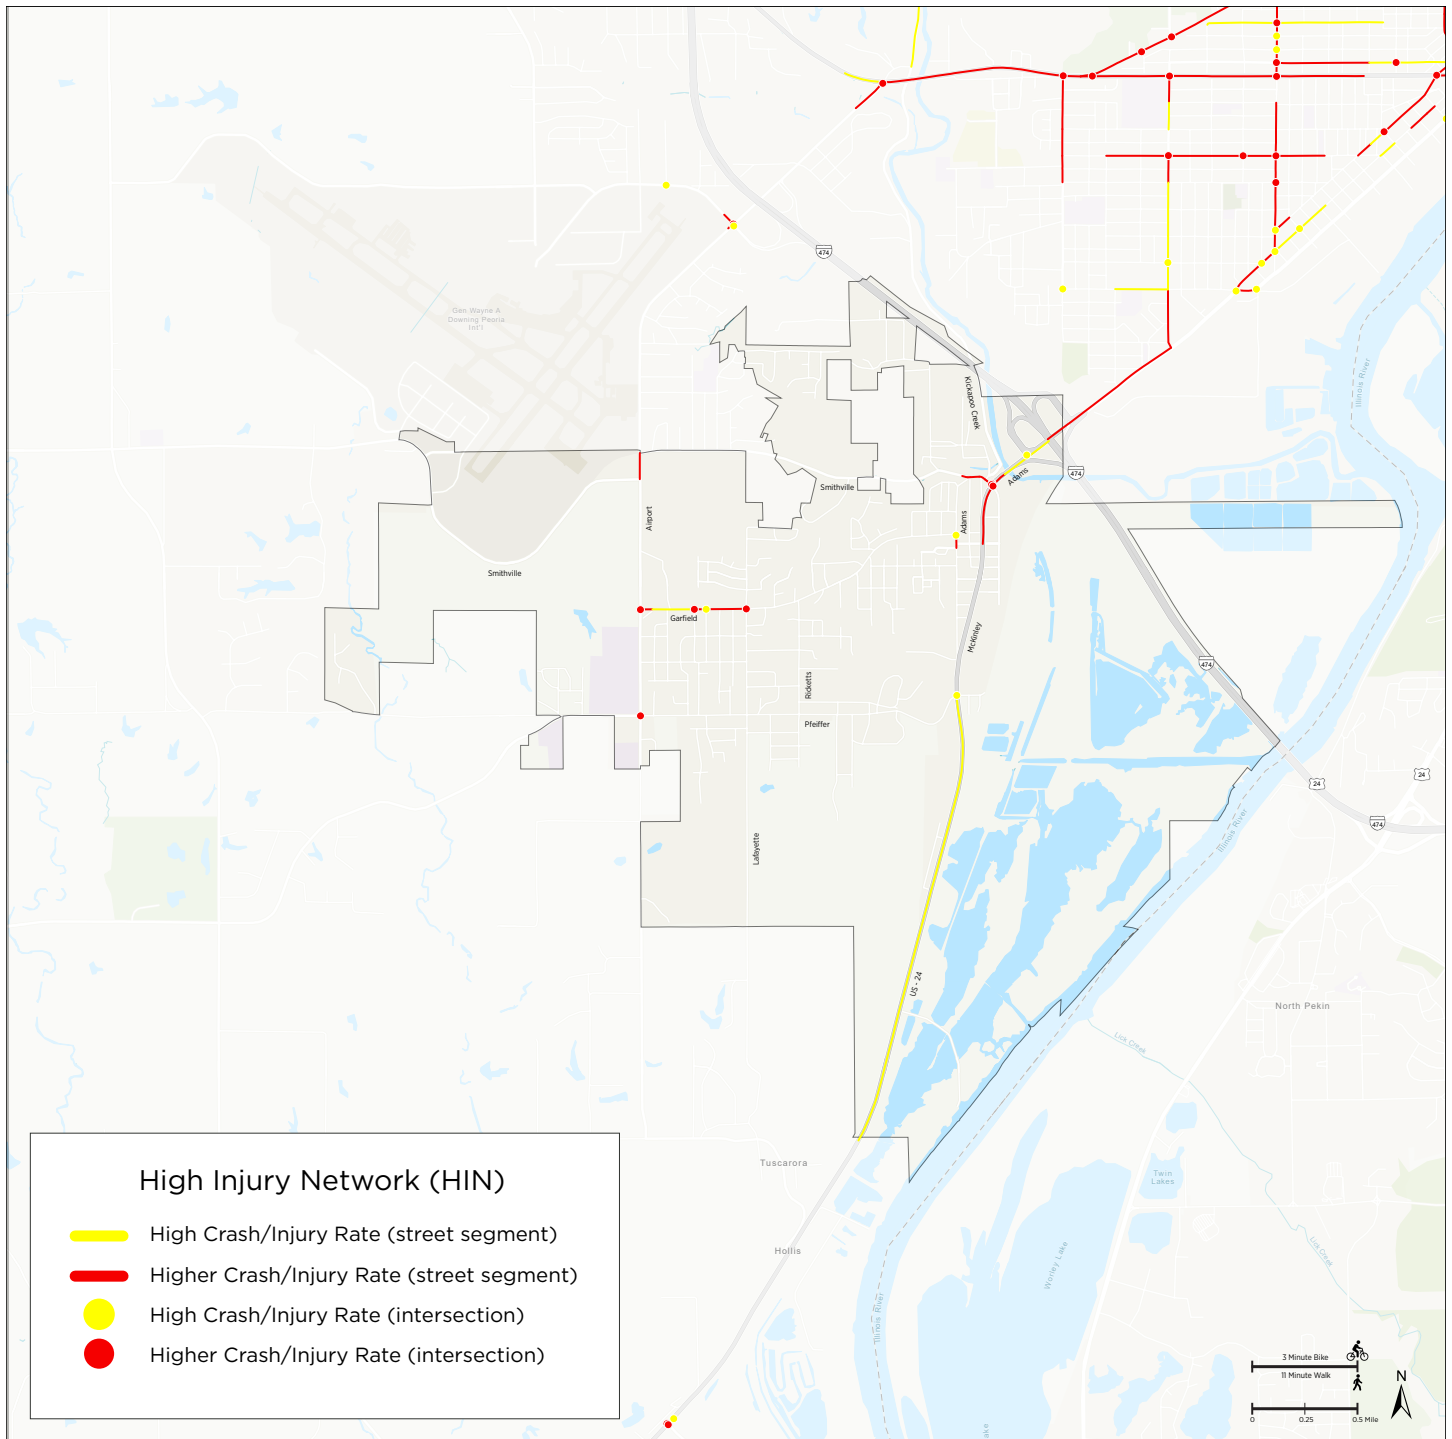 474
Gen Wayne A
Downing Peoria
Int'l
Illinois River
Kickapoo Creek
474
Adams
Smithville
Airport
Adams
Smithville
Garfield
McKinley
474
Ricketts
Pfeiffer
24
24
474
Illinois River
Lafayette
US - 24
North Pekin
Lick Creek
Tuscarora
Twin
Lakes
Hollis
Worley Lake
Lick Creek
Illinois River
High Injury Network (HIN)
High Crash/Injury Rate (street segment)
Higher Crash/Injury Rate (street segment)
High Crash/Injury Rate (intersection)
Higher Crash/Injury Rate (intersection)
3 Minute Bike
11 Minute Walk
N
0 0.25 0.5 Mile
ake